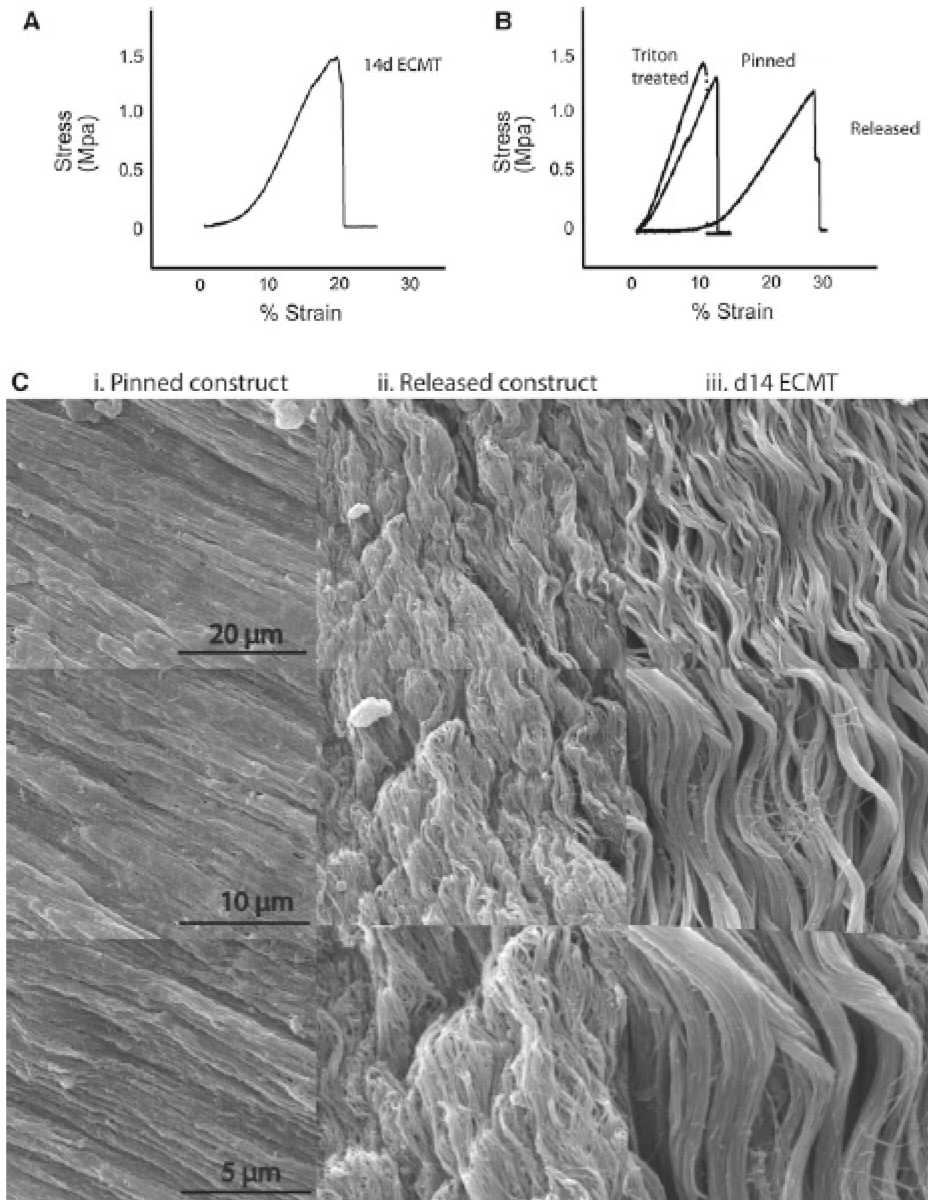 A
1.5
1.0
0.5
0
Stress
(Mpa)
14d ECMT
0
10
20
30
% Strain
B
1.5
1.0
0.5
0
Stress
(Mpa)
Triton
treated
Pinned
Released
0
10
20
30
% Strain
C
i. Pinned construct
ii. Released construct
iii. d14 ECMT
20 µm
10 µm
5 µm